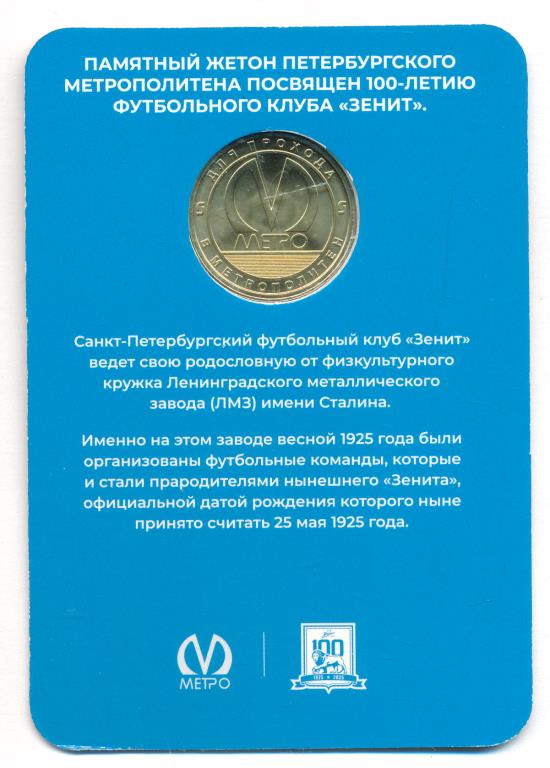 ПАМЯТНЫЙ ЖЕТОН ПЕТЕРБУРГСКОГО
МЕТРОПОЛИТЕНА ПОСВЯЩЕН 100-ЛЕТИЮ
ФУТБОЛЬНОГО КЛУБА «ЗЕНИТ».
ДЛЯ ПРОХОДА
МЕТРО
В МЕТРОПОЛИТЕН
Санкт-Петербургский футбольный клуб «Зенит»
ведет свою родословную от физкультурного
кружка Ленинградского металлического
завода (ЛМЗ) имени Сталина.
Именно на этом заводе весной 1925 года были
организованы футбольные команды, которые
и стали прародителями нынешнего «Зенита»,
официальной датой рождения которого ныне
принято считать 25 мая 1925 года.
МЕТРО
100
1925 2025